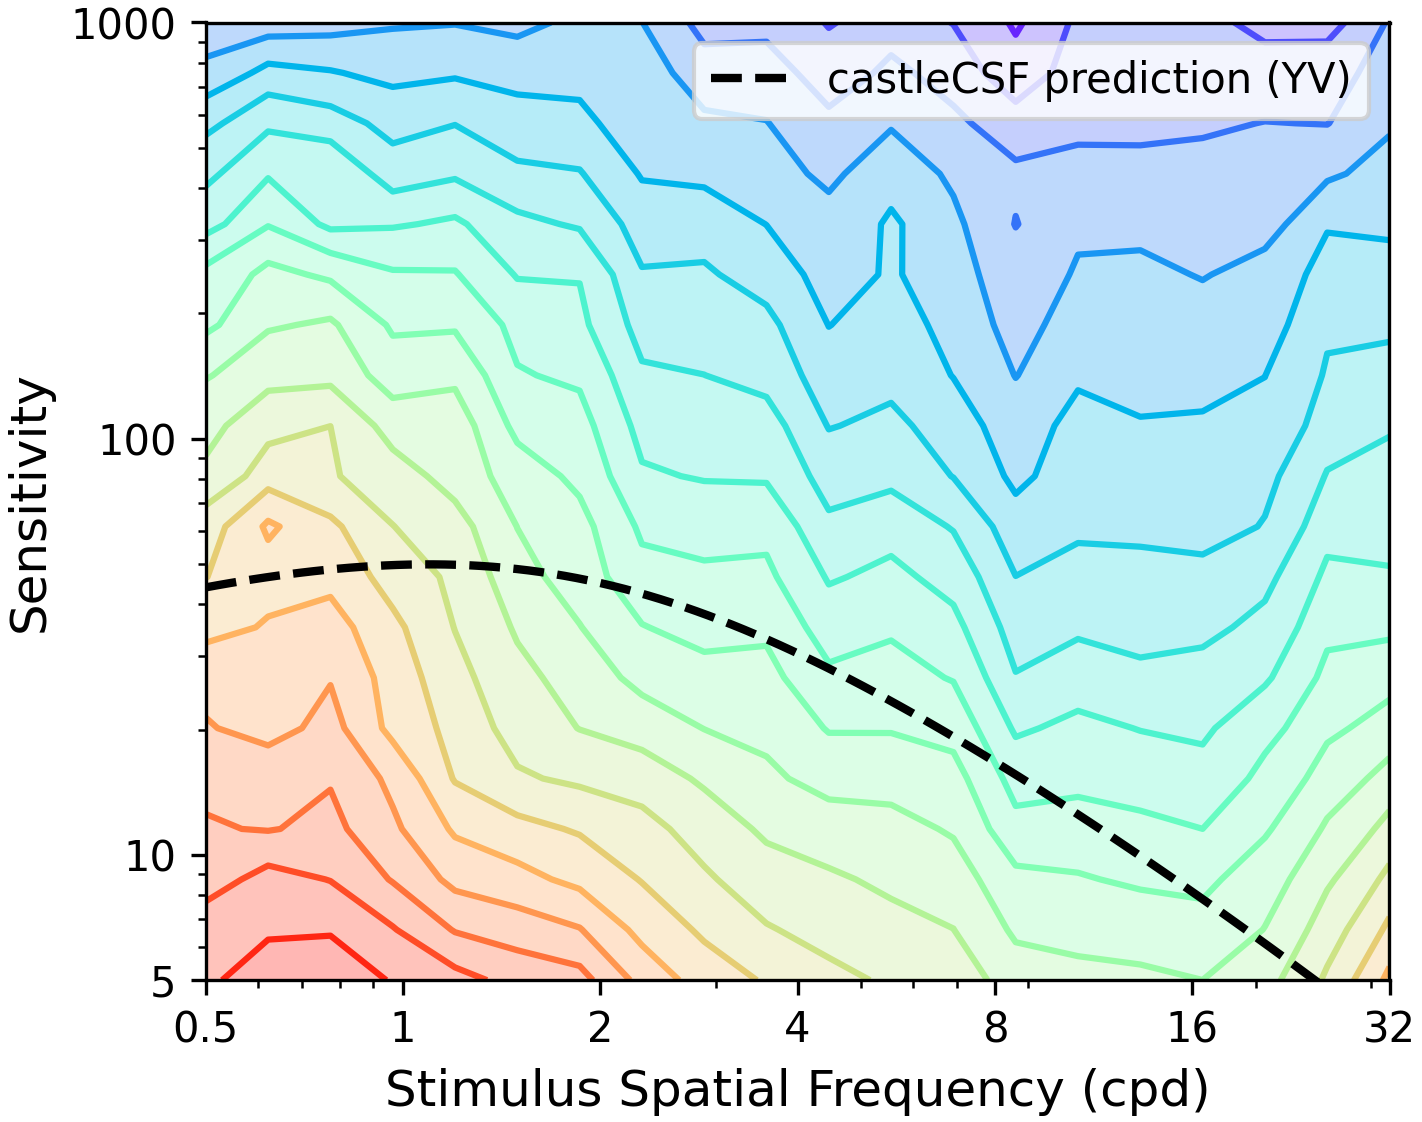 1000
castleCSF prediction (YV)
Sensitivity
100
10
5
0.5 1 2 4 8 16 32
Stimulus Spatial Frequency (cpd)